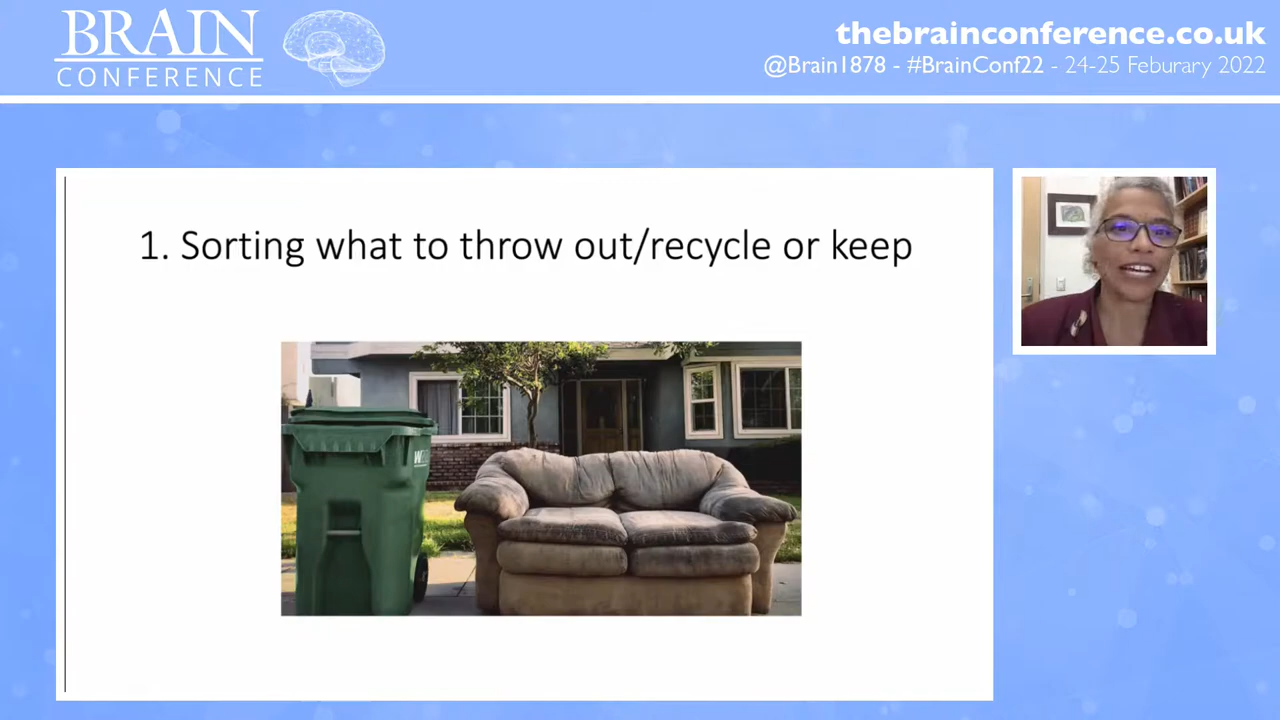 BRAIN
CONFERENCE
thebrainconference.co.uk
@Brain1878 - #BrainConf22 - 24-25 Feburary 2022
1. Sorting what to throw out/recycle or keep